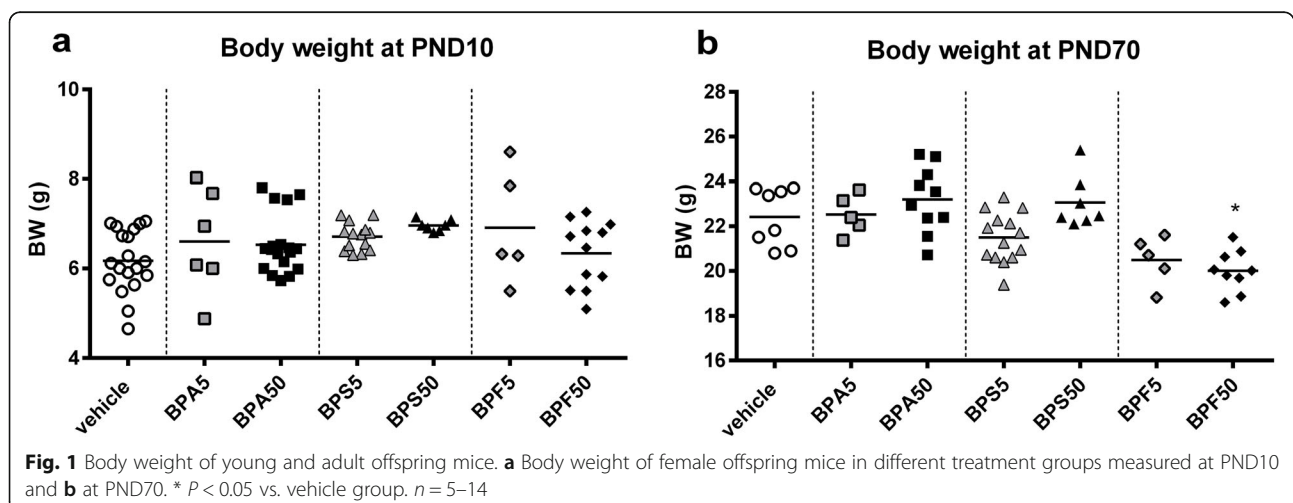 a
Body weight at PND10
BW (g)
10
8
6
4
vehicle
BPA5
BPA50
BPS5
BPS50
BPF5
BPF50
b
Body weight at PND70
BW (g)
28
26
24
22
20
18
16
*
vehicle
BPA5
BPA50
BPS5
BPS50
BPF5
BPF50
Fig. 1 Body weight of young and adult offspring mice. a Body weight of female offspring mice in different treatment groups measured at PND10
and b at PND70. * P < 0.05 vs. vehicle group. n = 5–14